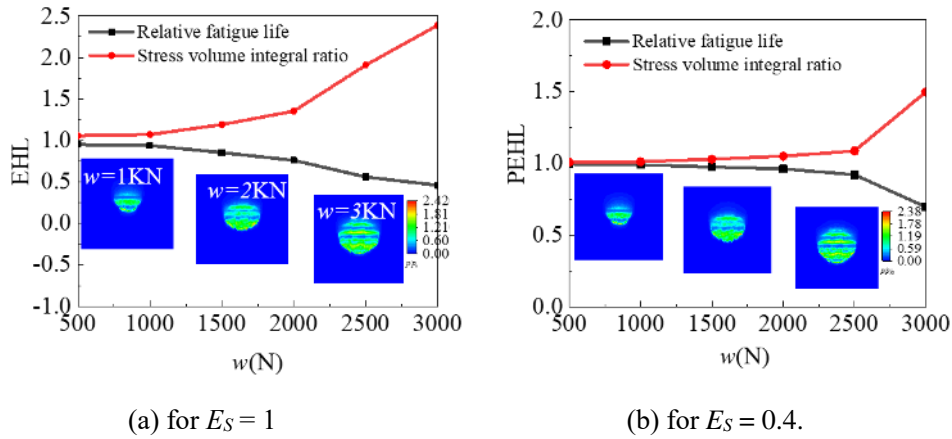 2.5
2.0
1.5
1.0
0.5
0.0
-0.5
-1.0
EHL
Relative fatigue life
Stress volume integral ratio
w=1KN
w=2KN
w=3KN
2.42
1.81
1.21
0.60
0.00
500 1000 1500 2000 2500 3000
w(N)
(a) for ES = 1
2.0
1.5
1.0
0.5
0.0
PEHL
Relative fatigue life
Stress volume integral ratio
2.38
1.79
1.19
0.59
0.00
500 1000 1500 2000 2500 3000
w(N)
(b) for ES = 0.4.